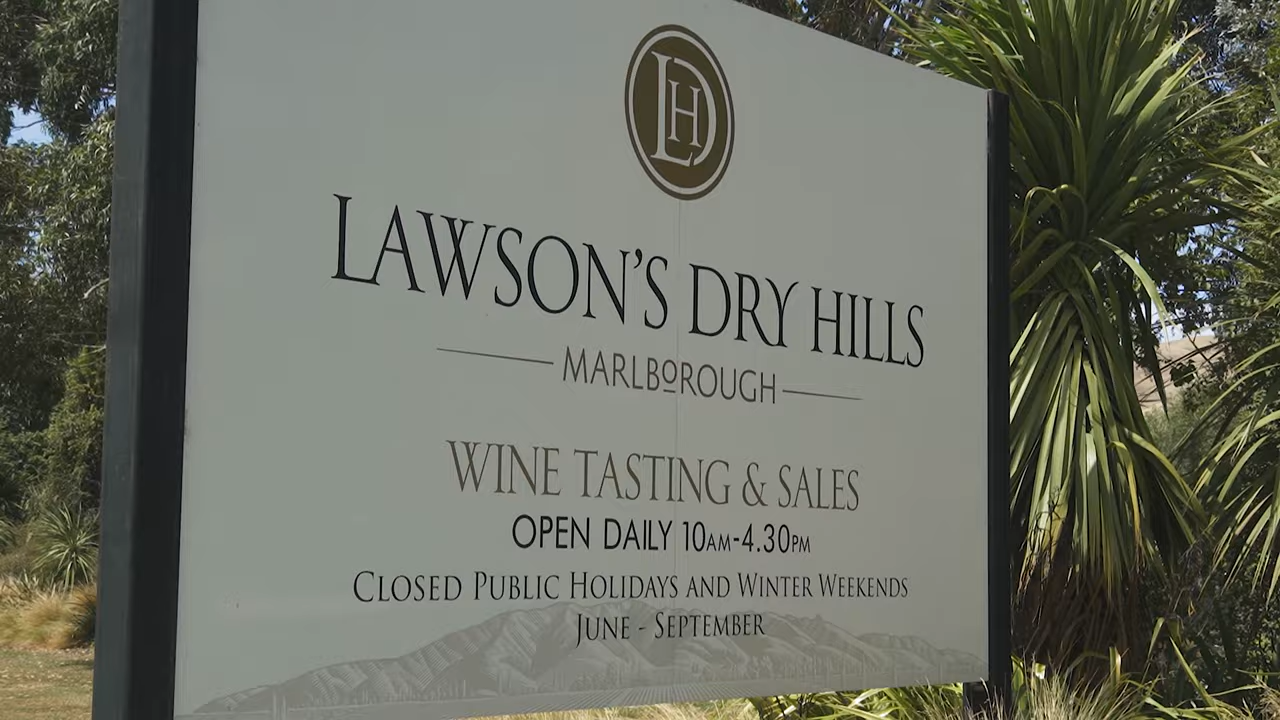 LDH
LAWSON'S DRY HILLS
MARLBOROUGH
WINE TASTING & SALES
OPEN DAILY 10AM-4.30PM
CLOSED PUBLIC HOLIDAYS AND WINTER WEEKENDS
JUNE - SEPTEMBER